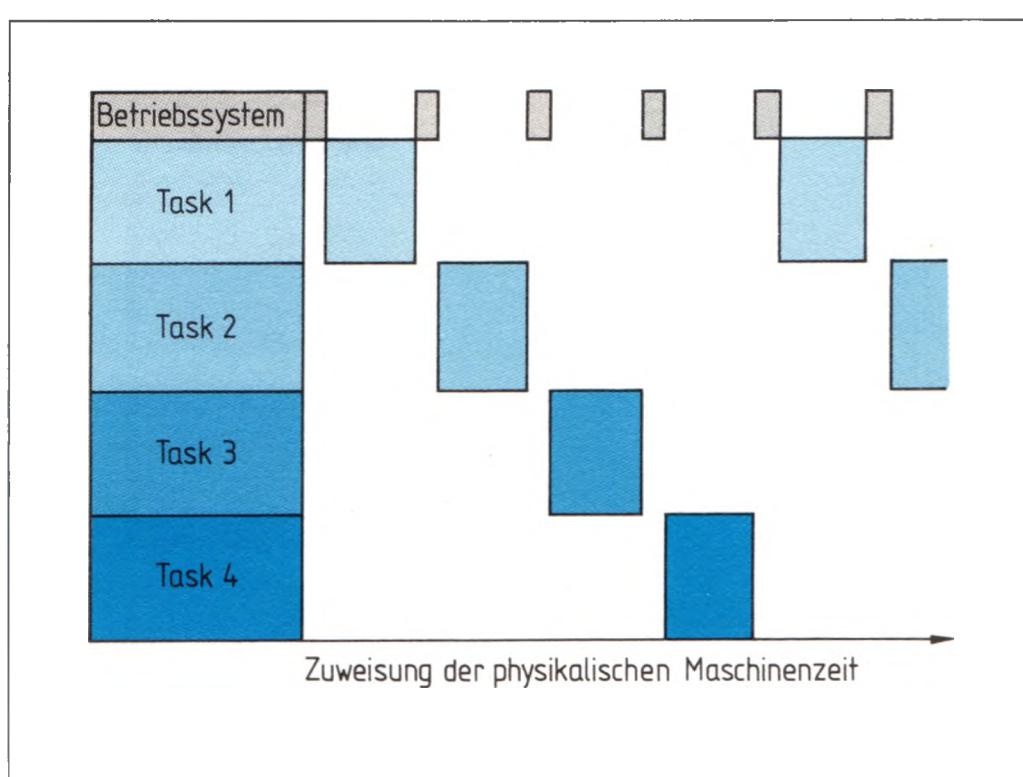 Betriebssystem
Task 1
Task 2
Task 3
Task 4
Zuweisung der physikalischen Maschinenzeit